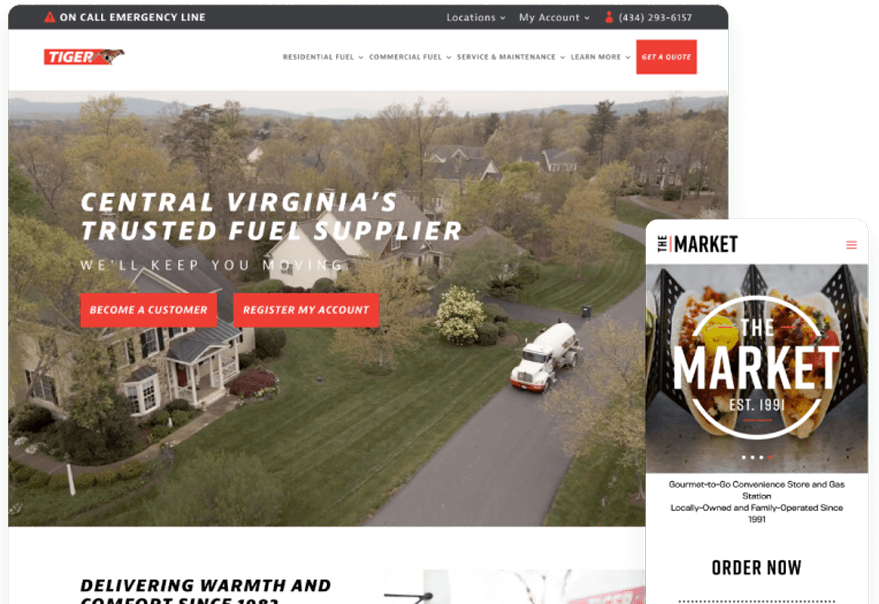 ON CALL EMERGENCY LINE
Locations
My Account
(434) 293-6157
TIGER
RESIDENTIAL FUEL
COMMERCIAL FUEL
SERVICE & MAINTENANCE
LEARN MORE
GET A QUOTE
CENTRAL VIRGINIA'S
TRUSTED FUEL SUPPLIER
WE'LL KEEP YOU MOVING
BECOME A CUSTOMER
REGISTER MY ACCOUNT
DELIVERING WARMTH AND
COMFORT SINCE 1982
THE MARKET
THE
MARKET
EST. 1991
Gourmet-to-Go Convenience Store and Gas
Station
Locally-Owned and Family-Operated Since
1991
ORDER NOW